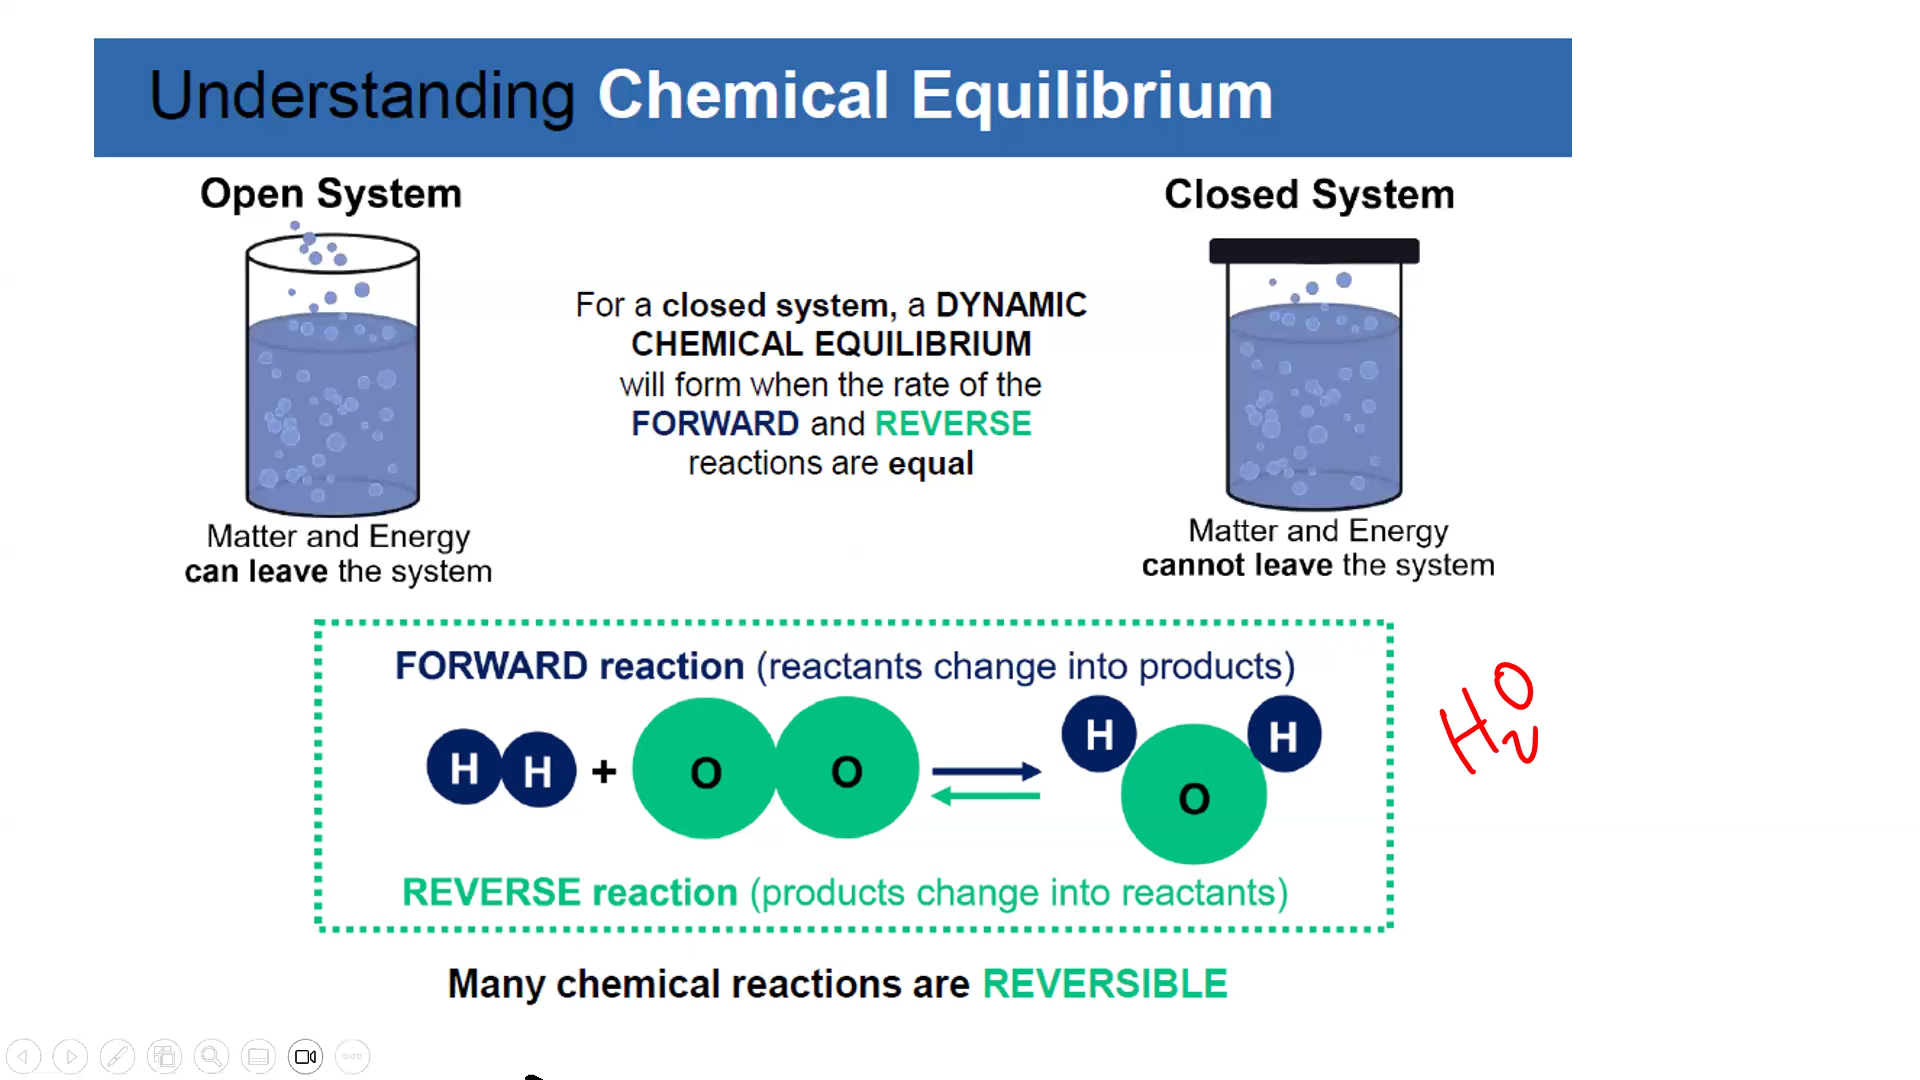 Understanding Chemical Equilibrium
Open System
Closed System
For a closed system, a DYNAMIC
CHEMICAL EQUILIBRIUM
will form when the rate of the
FORWARD and REVERSE
reactions are equal
Matter and Energy
can leave the system
Matter and Energy
cannot leave the system
FORWARD reaction (reactants change into products)
H H + O O H O H
H2O
REVERSE reaction (products change into reactants)
Many chemical reactions are REVERSIBLE